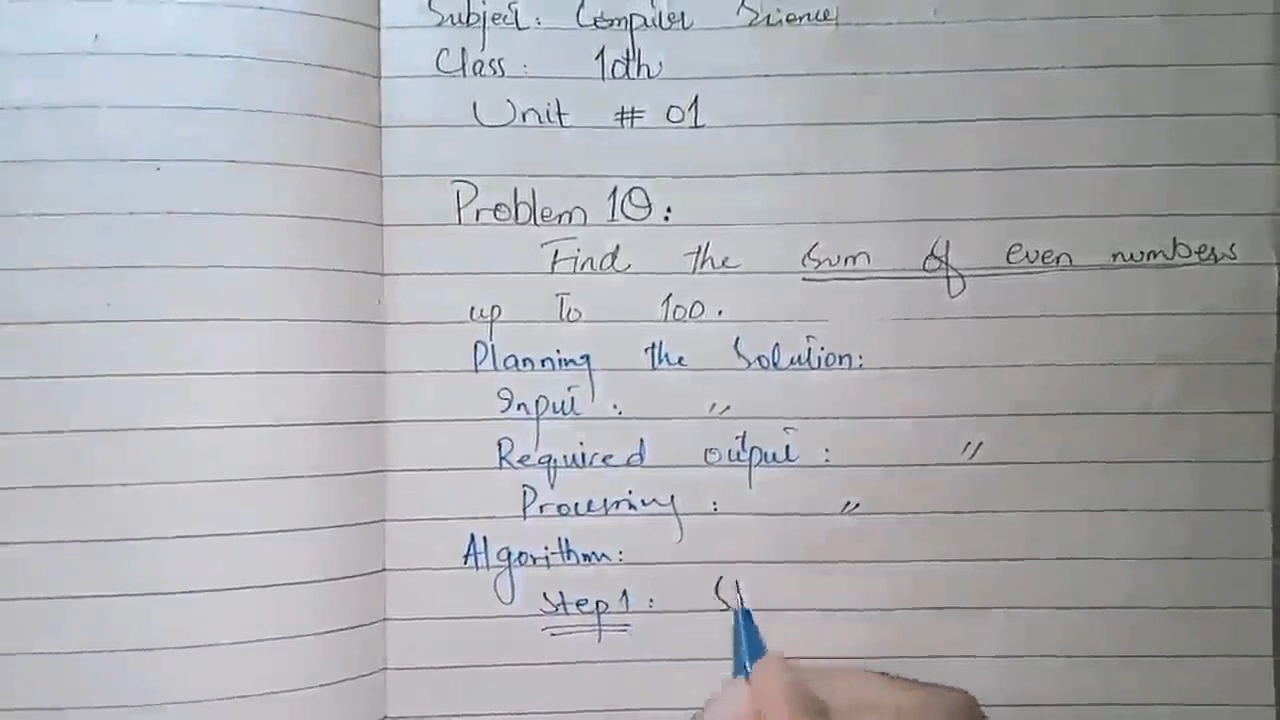 Subject: Computer Science
Class: 10th
Unit # 01
Problem 10:
Find the sum of even numbers
up To 100.
Planning the Solution:
Input : "
Required output : "
Processing : "
Algorithm:
Step 1: S